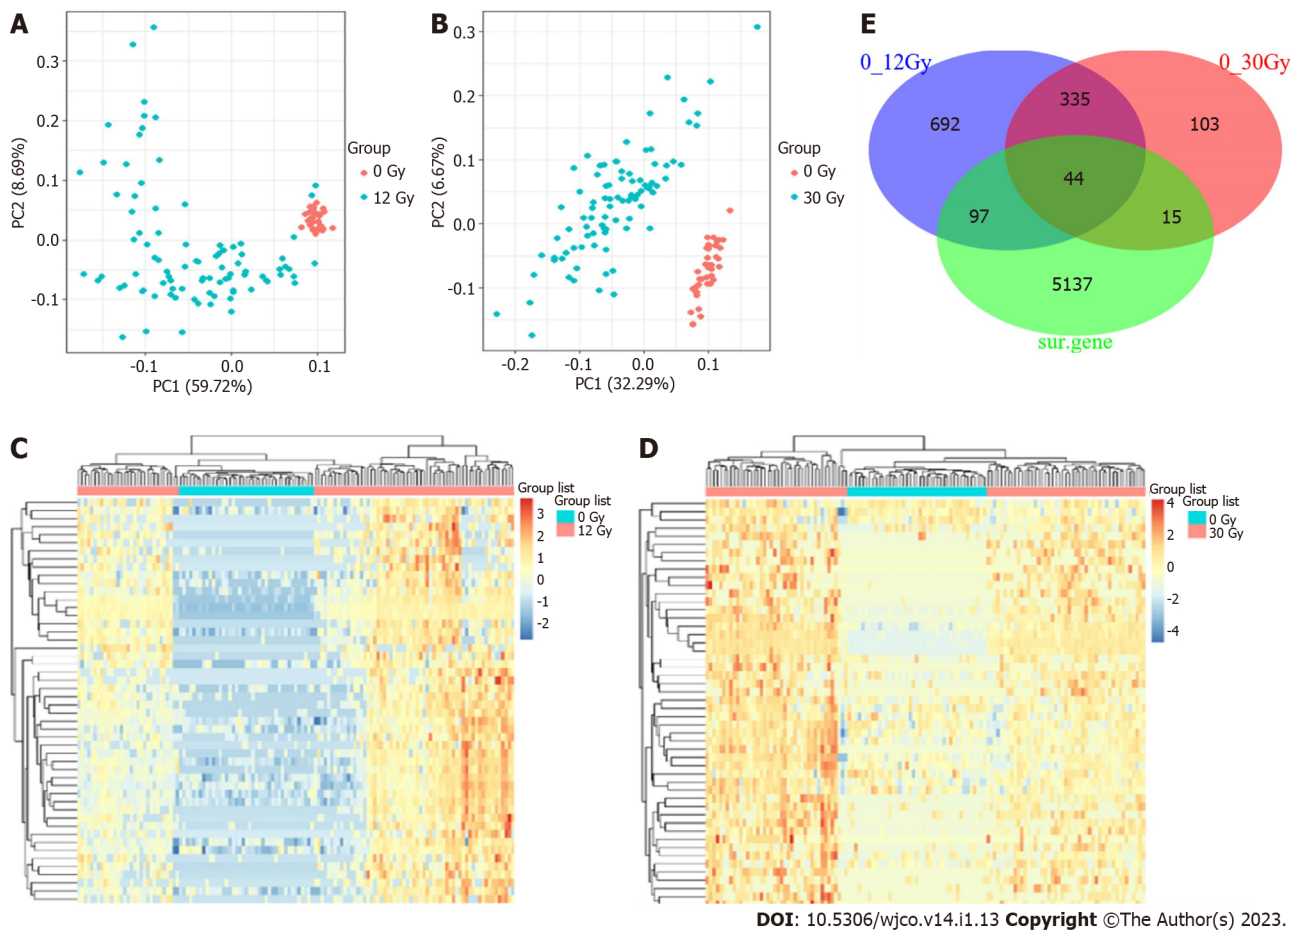 A
0.3
0.2
0.1
0.0
-0.1
PC2 (8.69%)
-0.1
0.0
0.1
PC1 (59.72%)
Group
0 Gy
12 Gy
B
0.3
0.2
0.1
0.0
-0.1
PC2 (6.67%)
-0.2
-0.1
0.0
0.1
PC1 (32.29%)
Group
0 Gy
30 Gy
E
0_12Gy
0_30Gy
335
692
103
44
97
15
5137
sur.gene
C
Group list
3
2
1
0
-1
-2
Group list
0 Gy
12 Gy
D
Group list
4
2
0
-2
-4
Group list
0 Gy
30 Gy
DOI: 10.5306/wjco.v14.i1.13 Copyright ©The Author(s) 2023.